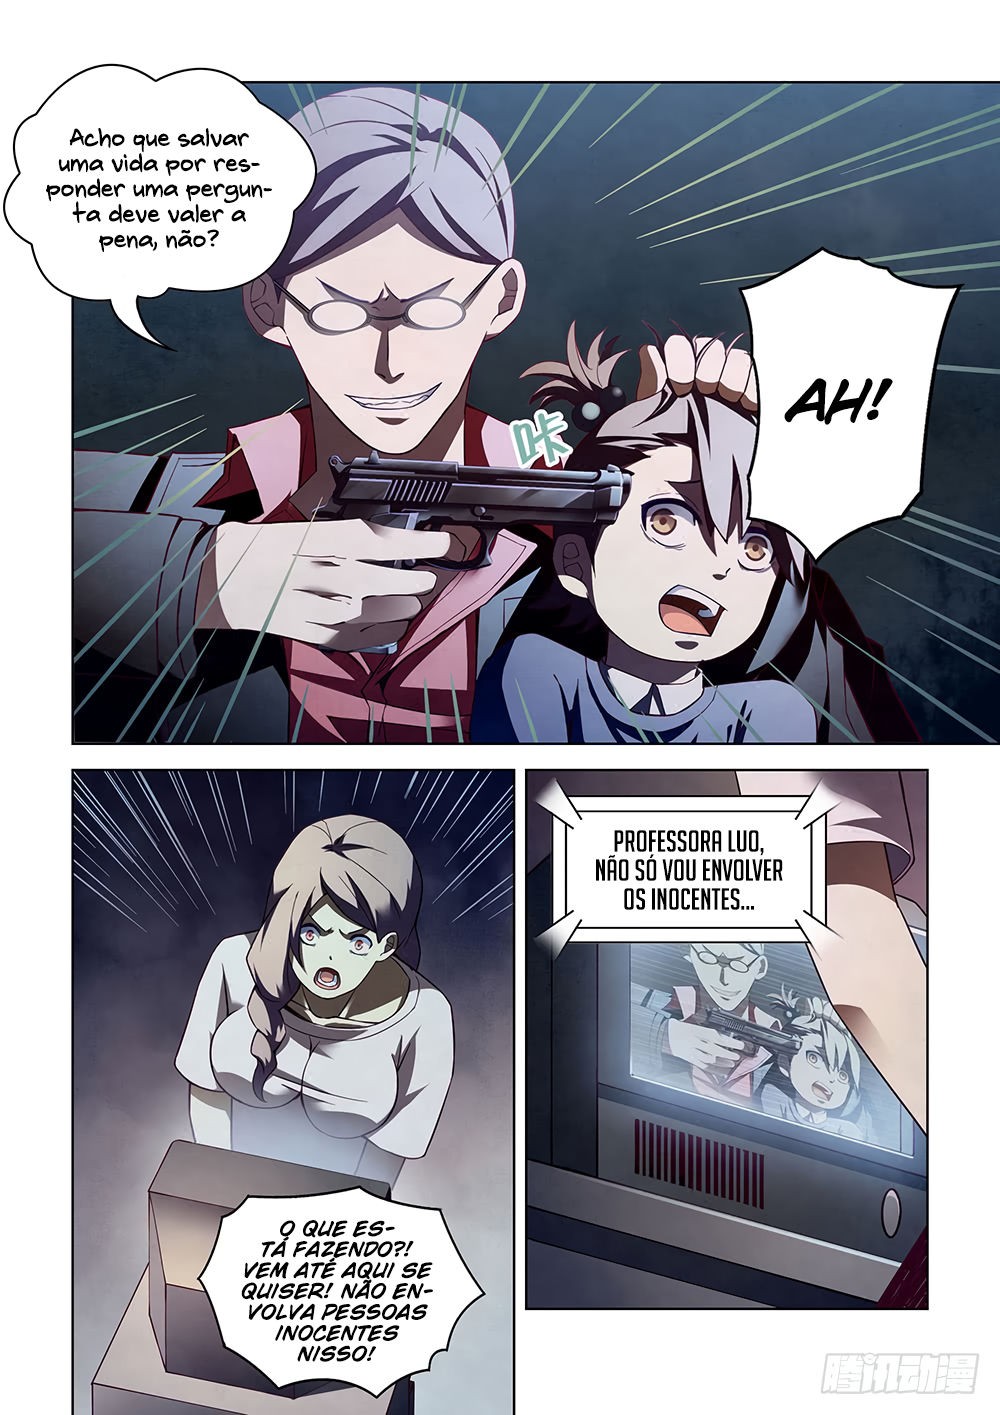 Acho que salvar
uma vida por res-
ponder uma pergun-
ta deve valer a
pena, não?
AH!
咔
PROFESSORA LUO,
NÃO SÓ VOU ENVOLVER
OS INOCENTES...
O QUE ES-
TÁ FAZENDO?!
VEM ATÉ AQUI SE
QUISER! NÃO EN-
VOLVA PESSOAS
INOCENTES
NISSO!
腾讯动漫